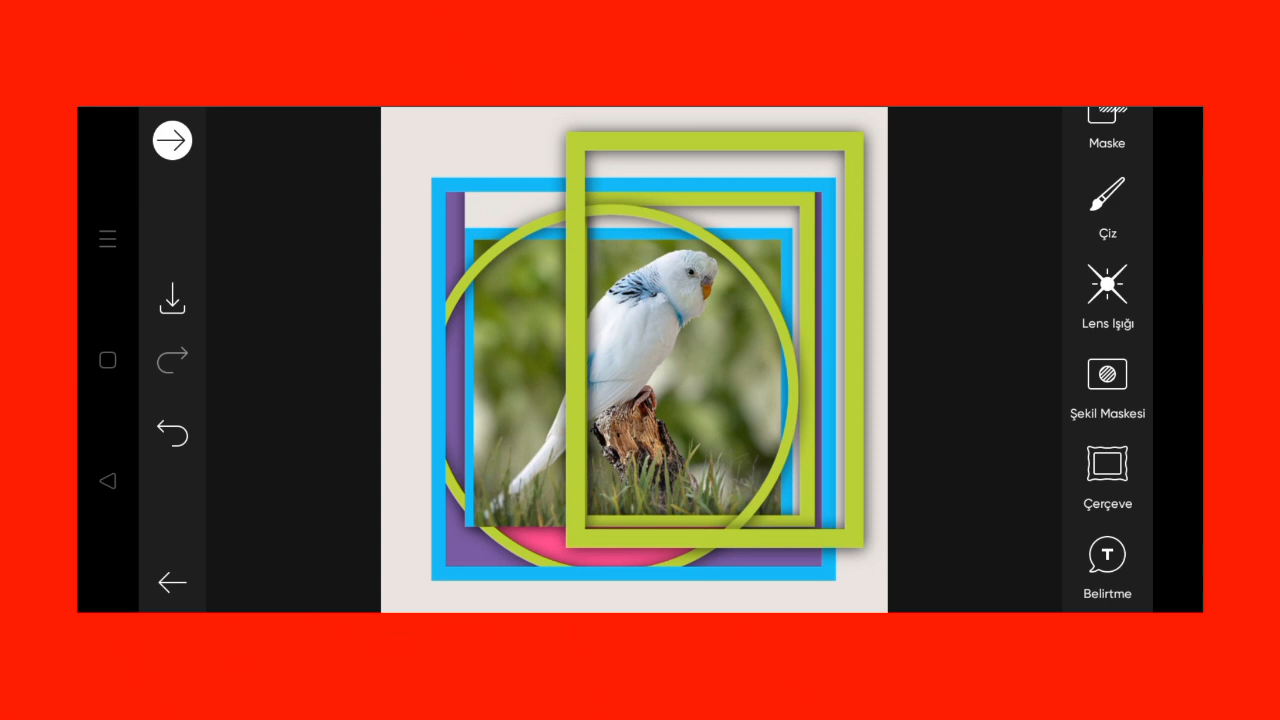 Maske
Çiz
Lens Işığı
Şekil Maskesi
Çerçeve
T
Belirtme